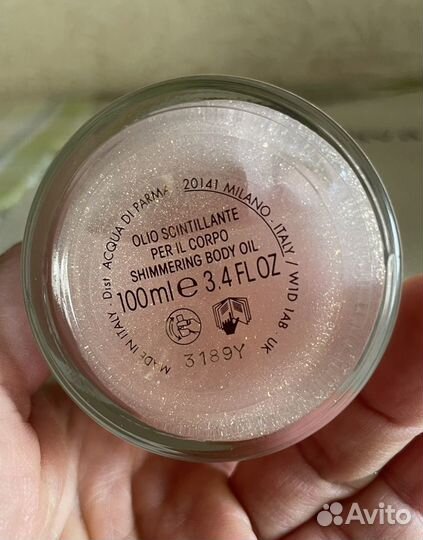 MADE IN ITALY. Dist ACQUA DI PARMA 20141 MILANO . ITALY / W1D 1AB . UK
OLIO SCINTILLANTE
PER IL CORPO
SHIMMERING BODY OIL
100ml e 3.4 FL OZ
3189Y
Avito